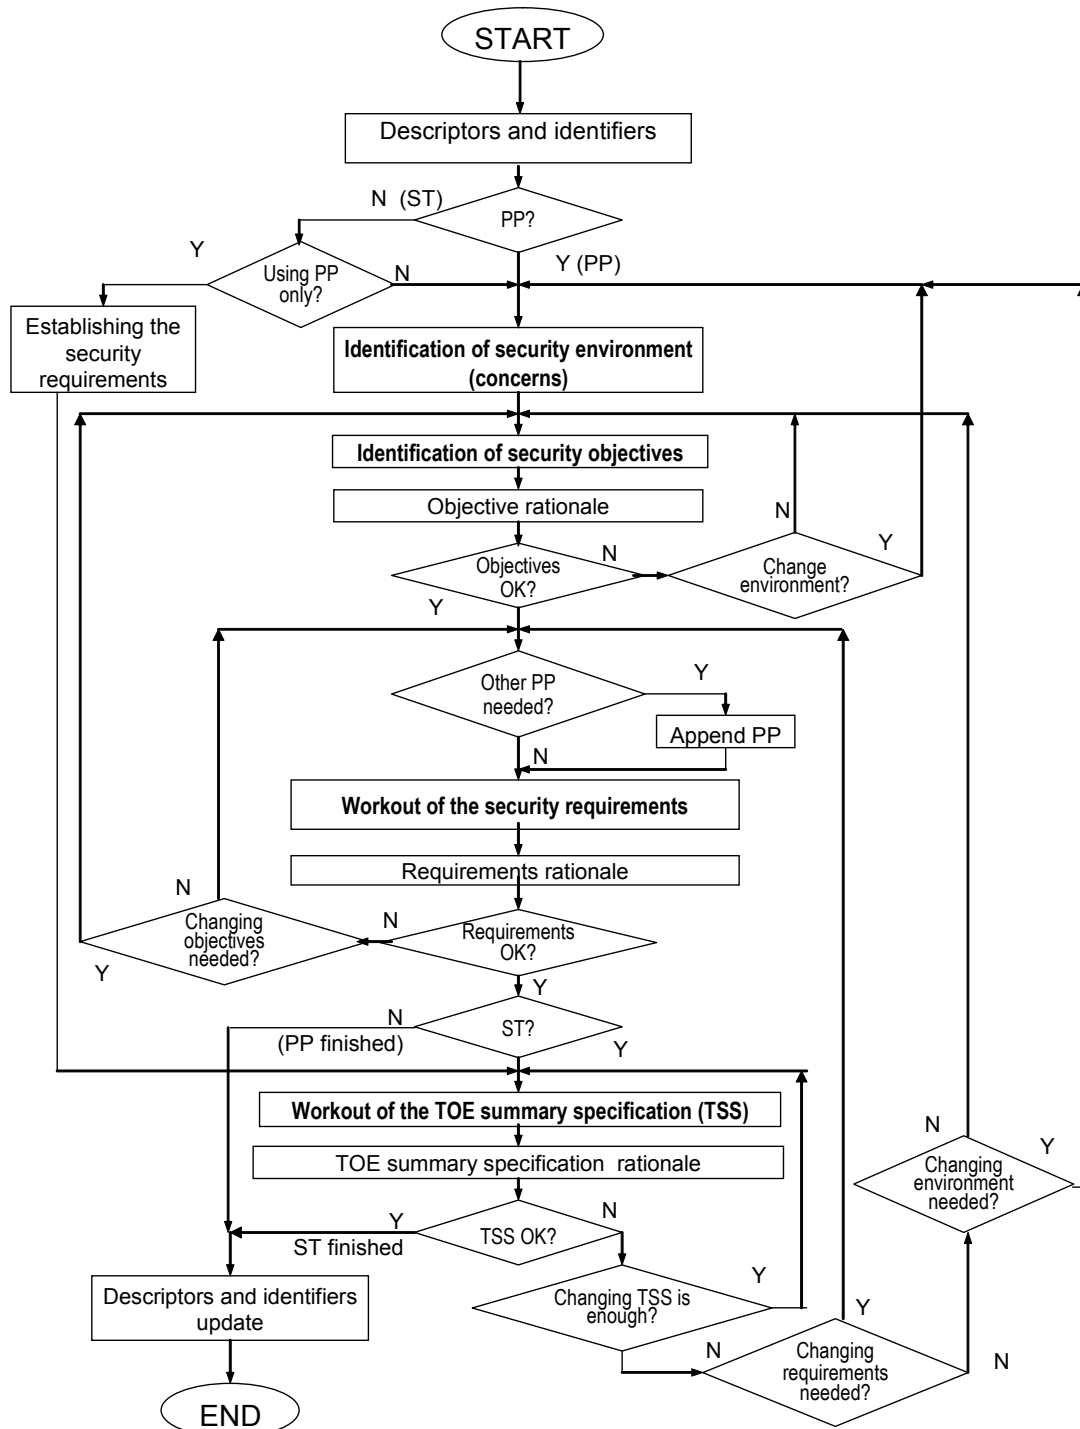 START
Descriptors and identifiers
N (ST)
PP?
Y
Using PP
only?
N
Y (PP)
Establishing the
security
requirements
Identification of security environment
(concerns)
Identification of security objectives
Objective rationale
N
Objectives
OK?
N
Y
Change
environment?
Y
Other PP
needed?
Y
Append PP
N
Workout of the security requirements
Requirements rationale
N
Changing
objectives
needed?
Y
N
Requirements
OK?
Y
N
(PP finished)
ST?
Y
Workout of the TOE summary specification (TSS)
TOE summary specification rationale
Y
ST finished
TSS OK?
N
N
Changing
environment
needed?
Y
Descriptors and identifiers
update
Changing TSS is
enough?
Y
N
Changing
requirements
needed?
Y
N
END